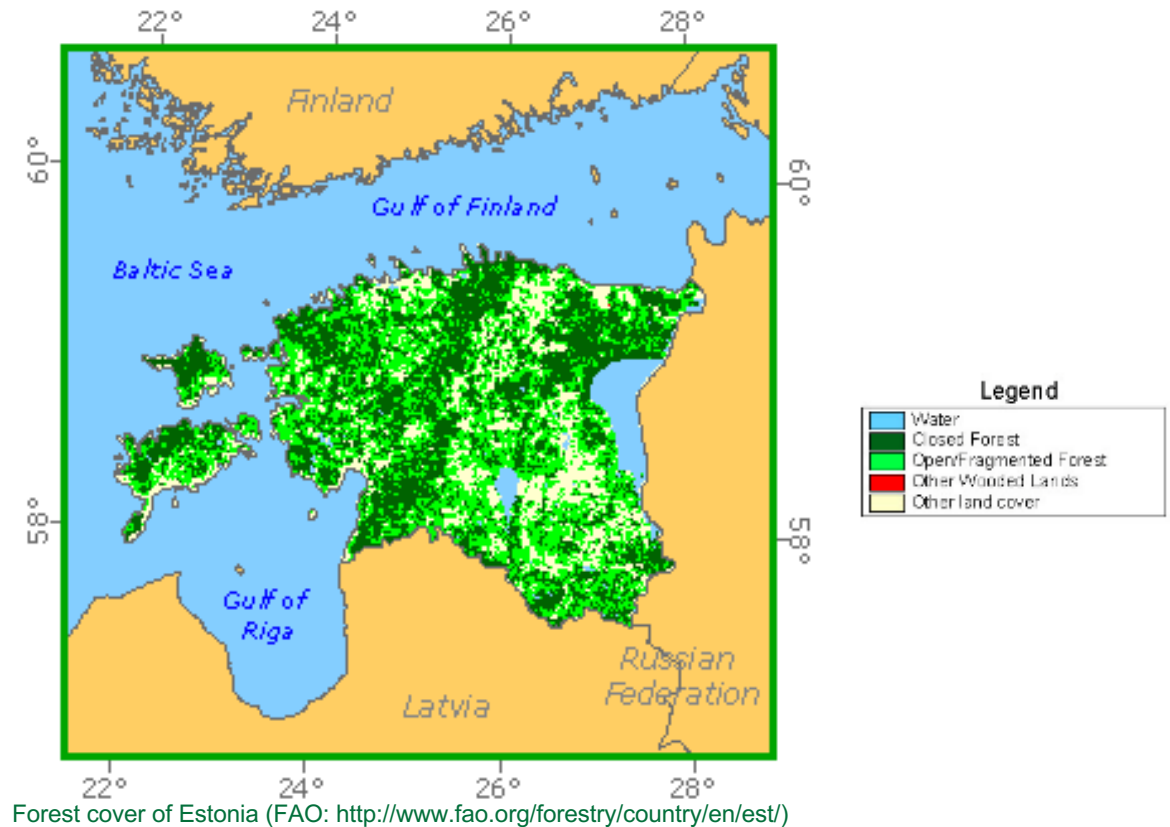 22° 24° 26° 28°
Finland
60° 60°
Gulf of Finland
Baltic Sea
Legend
Water
Closed Forest
Open/Fragmented Forest
Other Wooded Lands
Other land cover
58° 58°
Gulf of
Riga
Russian
Federation
Latvia
22° 24° 26° 28°
Forest cover of Estonia (FAO: http://www.fao.org/forestry/country/en/est/)